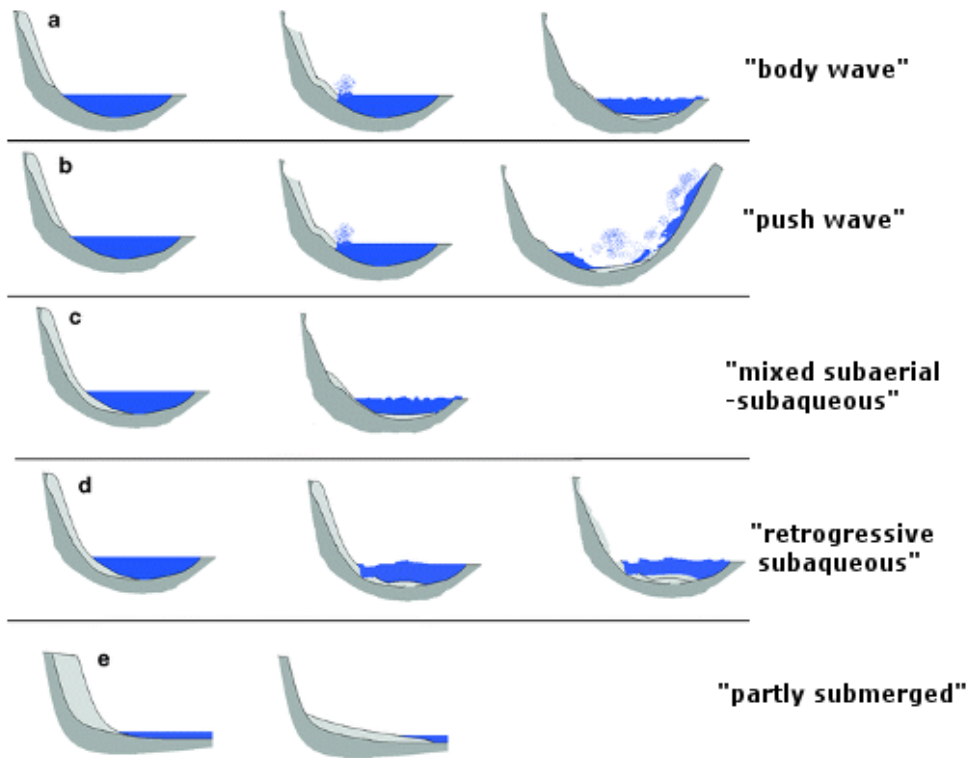 a
"body wave"
b
"push wave"
c
"mixed subaerial
-subaqueous"
d
"retrogressive
subaqueous"
e
"partly submerged"